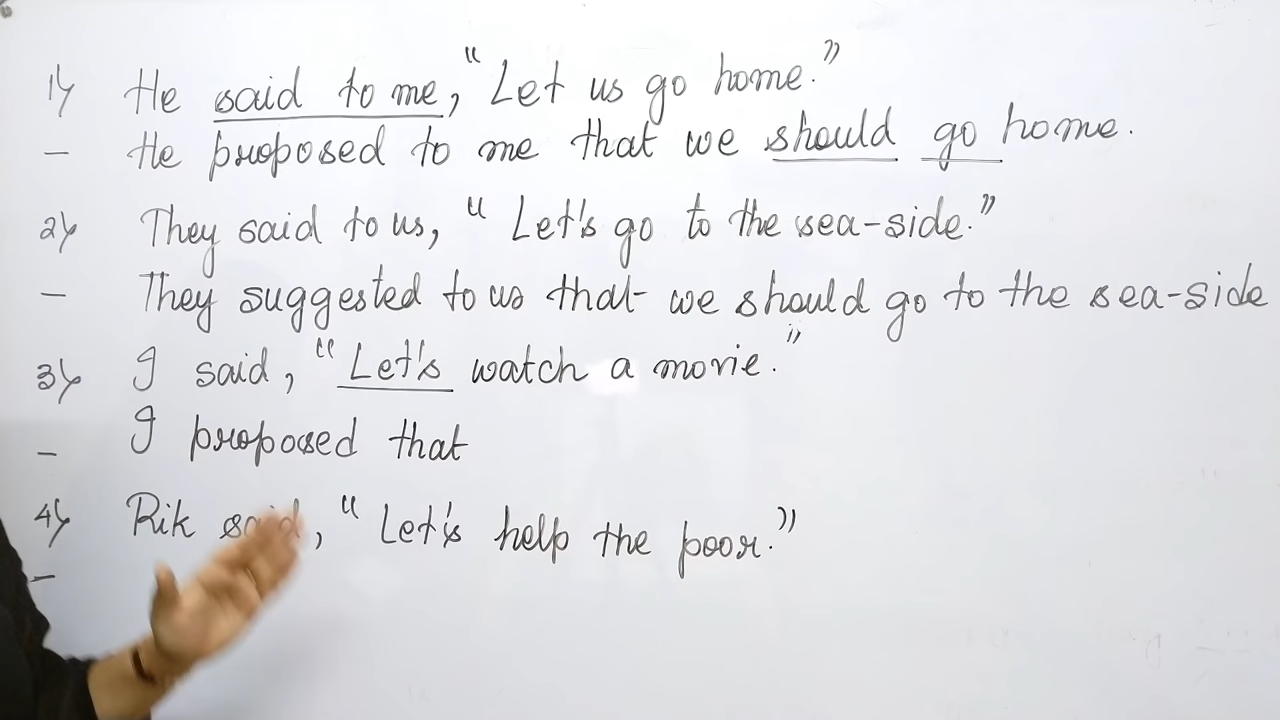 1) He said to me, "Let us go home."
— He proposed to me that we should go home.
2) They said to us, "Let's go to the sea-side."
— They suggested to us that we should go to the sea-side
3) I said, "Let's watch a movie."
— I proposed that
4) Rik said, "Let's help the poor."
—